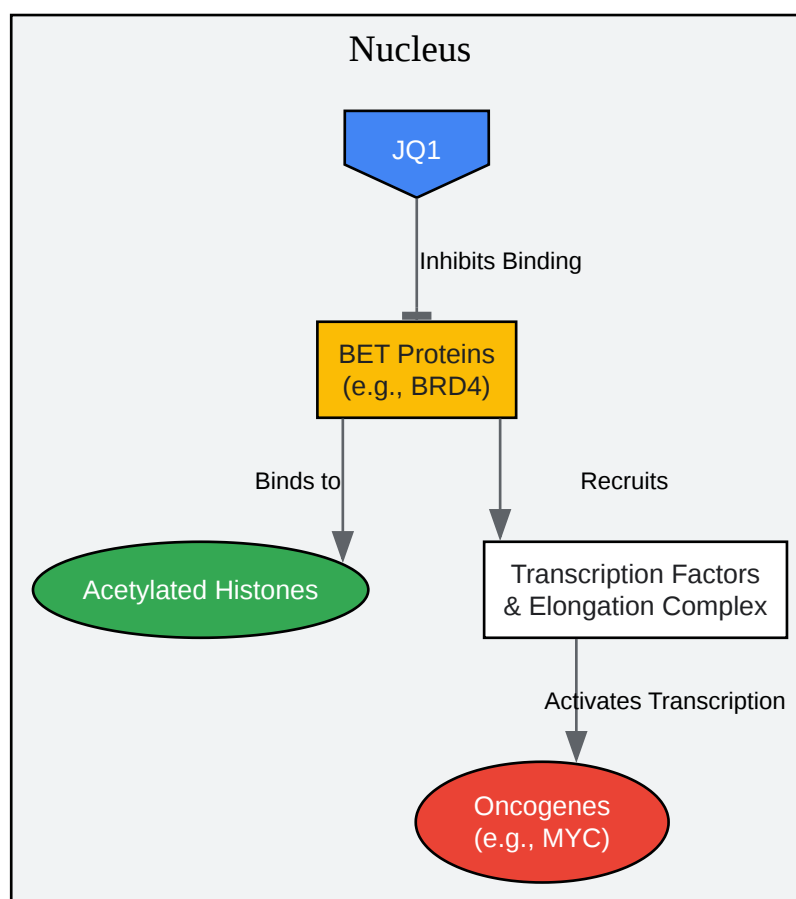 Nucleus
JQ1
Inhibits Binding
BET Proteins
(e.g., BRD4)
Binds to
Recruits
Acetylated Histones
Transcription Factors
& Elongation Complex
Activates Transcription
Oncogenes
(e.g., MYC)